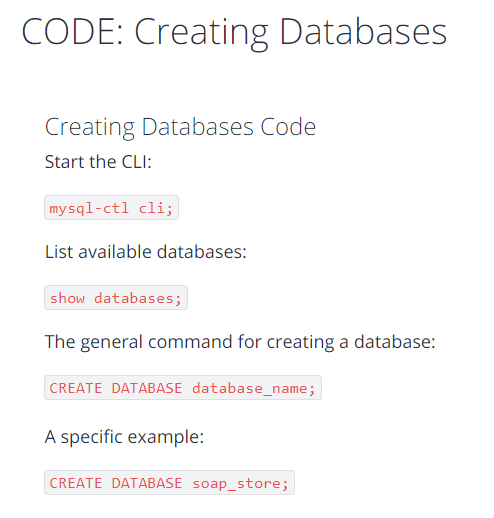 CODE: Creating Databases
Creating Databases Code
Start the CLI:
mysql-ctl cli;
List available databases:
show databases;
The general command for creating a database:
CREATE DATABASE database_name;
A specific example:
CREATE DATABASE soap_store;